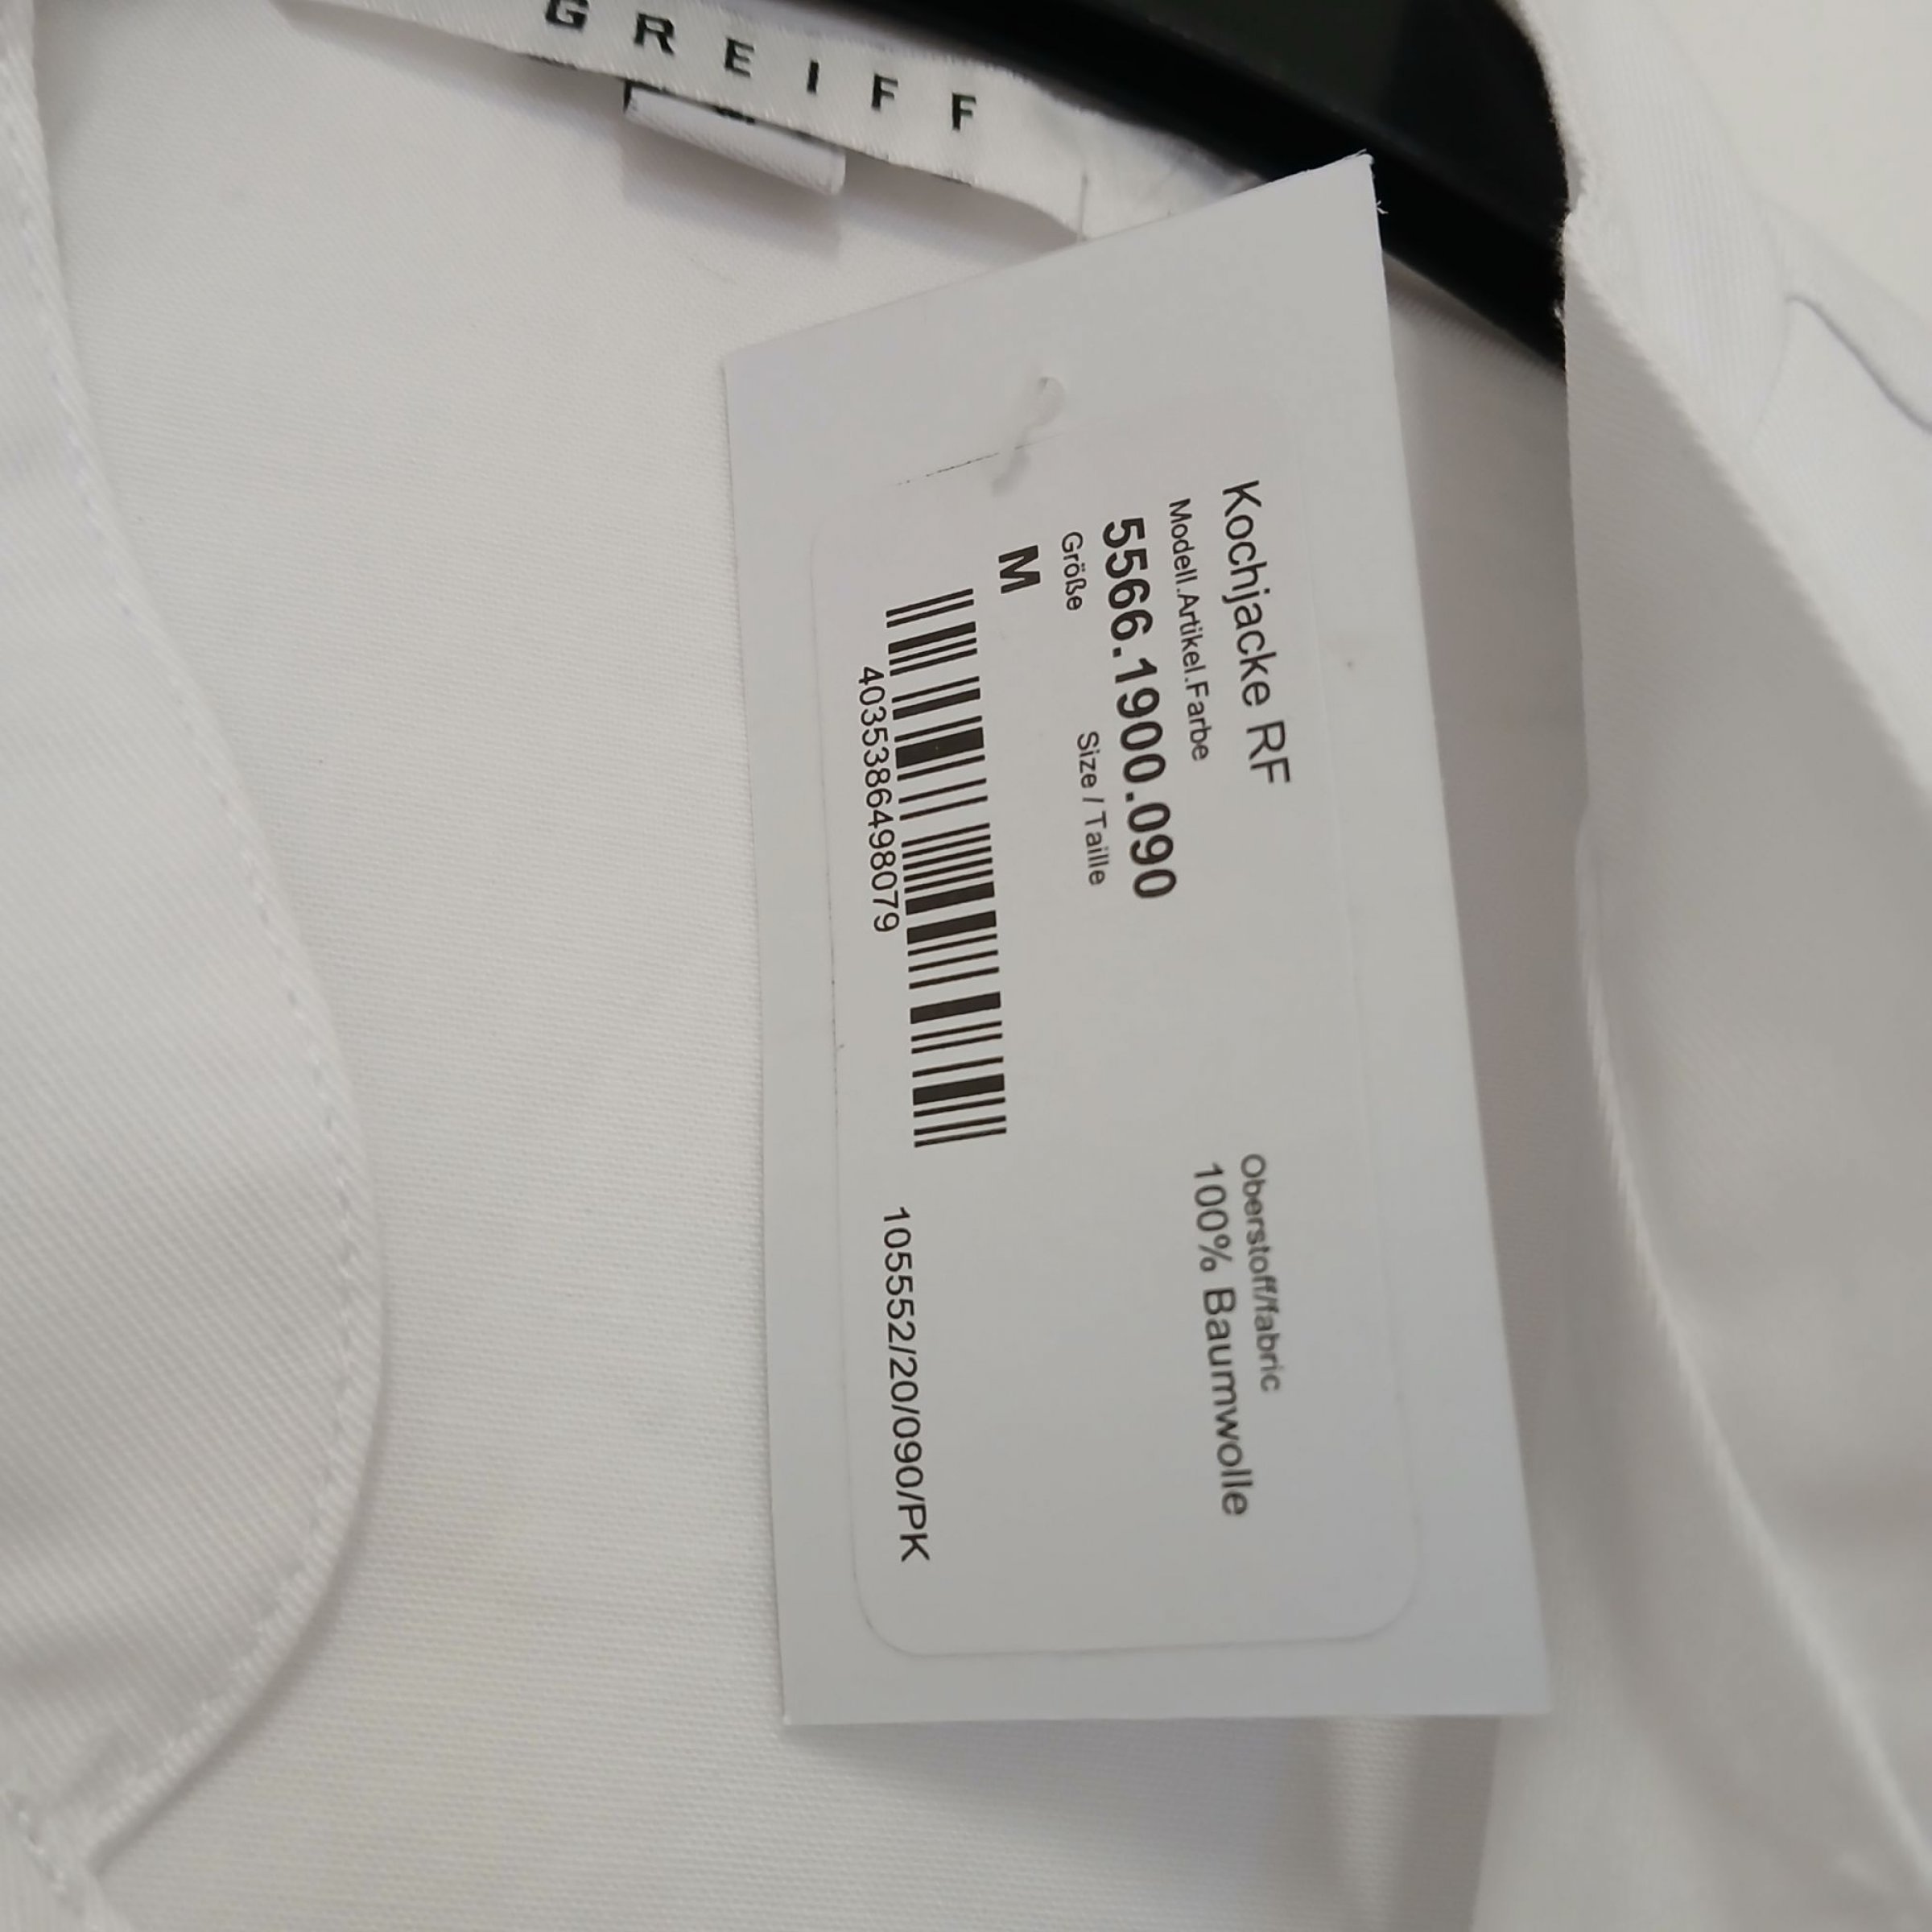 GREIFF
Kochjacke RF
Modell.Artikel.Farbe
5566.1900.090
Größe Size / Taille
M
4035386498079
Oberstoff/fabric
100% Baumwolle
105552/20/090/PK